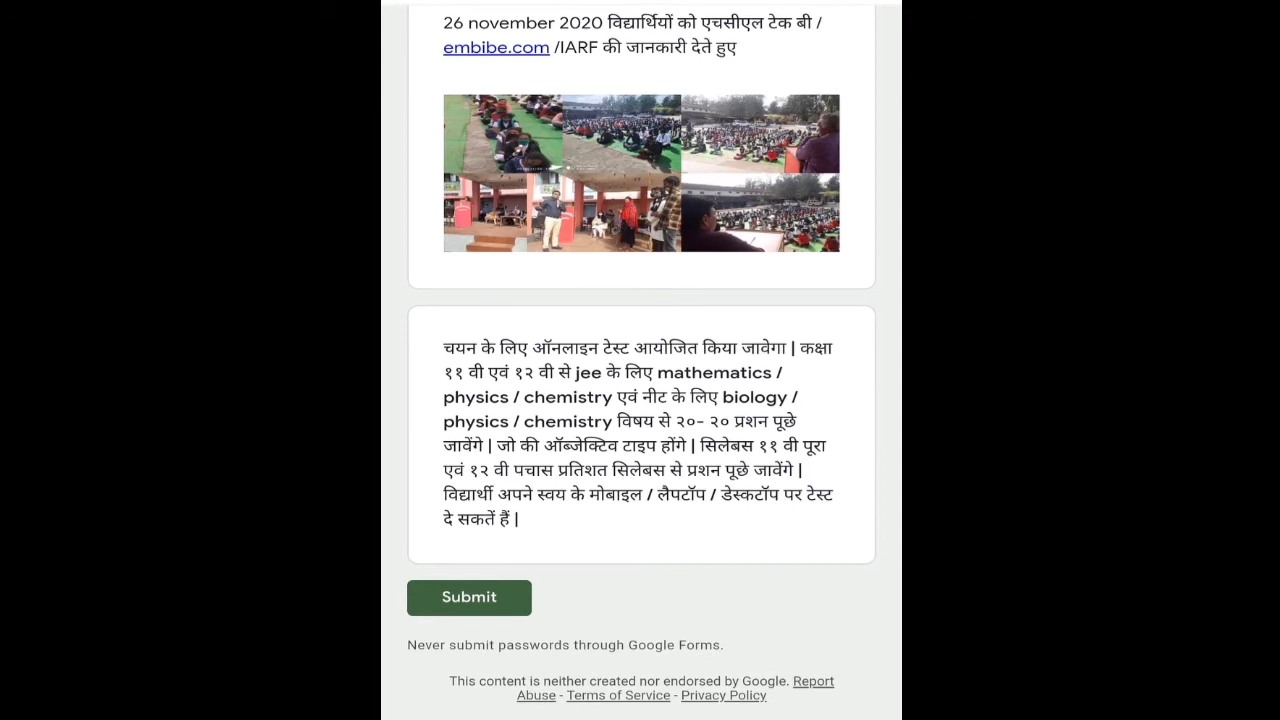 26 november 2020 विद्यार्थियों को एचसीएल टेक बी /
embibe.com /IARF की जानकारी देते हुए
चयन के लिए ऑनलाइन टेस्ट आयोजित किया जावेगा | कक्षा
११ वी एवं १२ वी से jee के लिए mathematics /
physics / chemistry एवं नीट के लिए biology /
physics / chemistry विषय से २०- २० प्रशन पूछे
जावेंगे | जो की ऑब्जेक्टिव टाइप होंगे | सिलेबस ११ वी पूरा
एवं १२ वी पचास प्रतिशत सिलेबस से प्रशन पूछे जावेंगे |
विद्यार्थी अपने स्वय के मोबाइल / लैपटॉप / डेस्कटॉप पर टेस्ट
दे सकतें हैं |
Submit
Never submit passwords through Google Forms.
This content is neither created nor endorsed by Google. Report
Abuse - Terms of Service - Privacy Policy